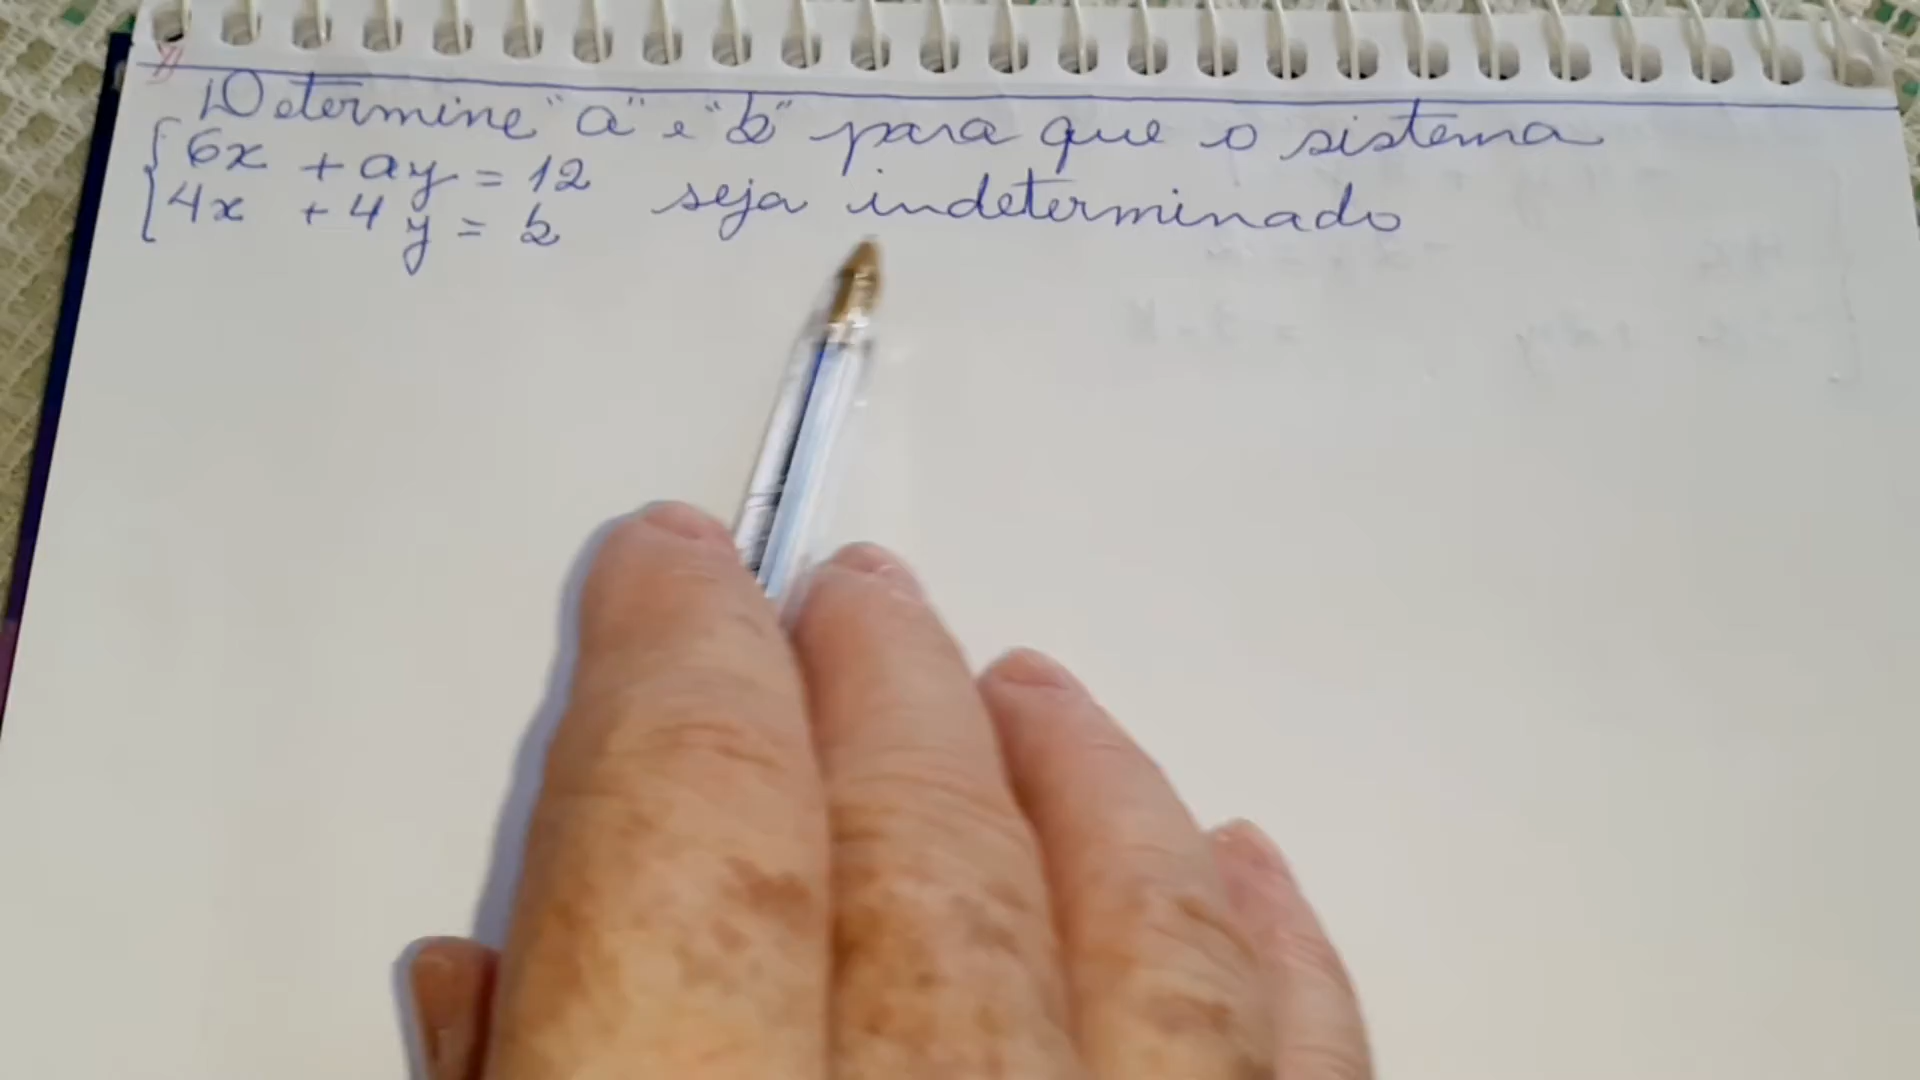 Determine "a" e "b" para que o sistema
6x + ay = 12
4x + 4y = b seja indeterminado